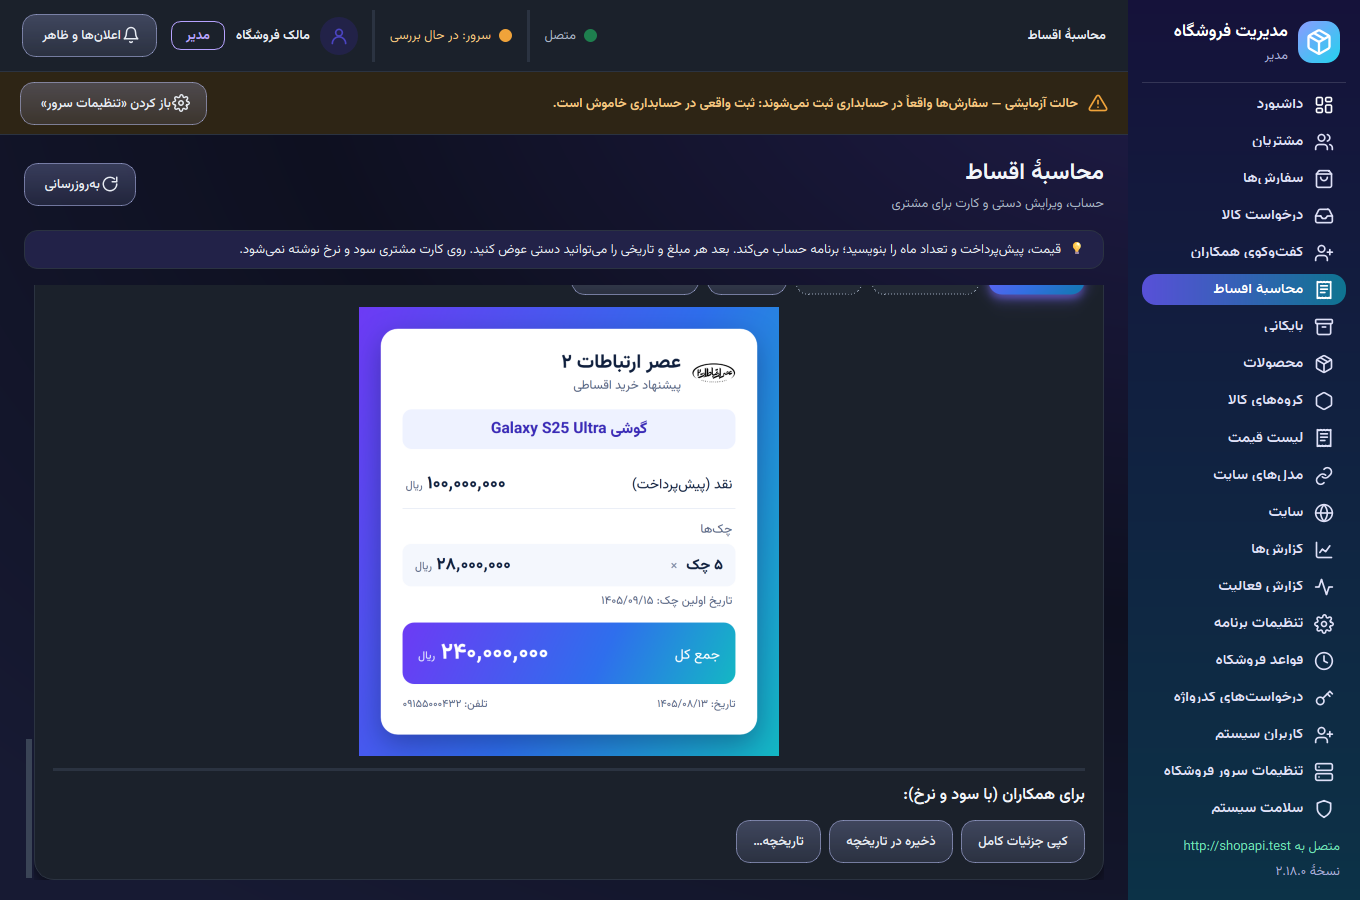 مدیریت فروشگاه
مدیر
داشبورد
مشتریان
سفارش‌ها
درخواست کالا
گفت‌وگوی همکاران
محاسبهٔ اقساط
بایگانی
محصولات
گروه‌های کالا
لیست قیمت
مدل‌های سایت
سایت
گزارش‌ها
گزارش فعالیت
تنظیمات برنامه
قواعد فروشگاه
درخواست‌های گذرواژه
کاربران سیستم
تنظیمات سرور فروشگاه
سلامت سیستم
متصل به http://shopapi.test
نسخهٔ ۲.۱۸.۰
محاسبهٔ اقساط
متصل
سرور: در حال بررسی
مالک فروشگاه
مدیر
اعلان‌ها و ظاهر
حالت آزمایشی — سفارش‌ها واقعاً در حسابداری ثبت نمی‌شوند: ثبت واقعی در حسابداری خاموش است.
باز کردن «تنظیمات سرور»
محاسبهٔ اقساط
حساب، ویرایش دستی و کارت برای مشتری
به‌روزرسانی
قیمت، پیش‌پرداخت و تعداد ماه را بنویسید؛ برنامه حساب می‌کند. بعد هر مبلغ و تاریخی را می‌توانید دستی عوض کنید. روی کارت مشتری سود و نرخ نوشته نمی‌شود.
عصر ارتباطات ۲
پیشنهاد خرید اقساطی
گوشی Galaxy S25 Ultra
نقد (پیش‌پرداخت)
۱۰۰,۰۰۰,۰۰۰ ریال
چک‌ها
۵ چک × ۲۸,۰۰۰,۰۰۰ ریال
تاریخ اولین چک: ۱۴۰۵/۰۹/۱۵
جمع کل
۲۴۰,۰۰۰,۰۰۰ ریال
تاریخ: ۱۴۰۵/۰۸/۱۳
تلفن: ۰۹۱۵۵۰۰۰۴۳۲
برای همکاران (با سود و نرخ):
کپی جزئیات کامل
ذخیره در تاریخچه
تاریخچه…